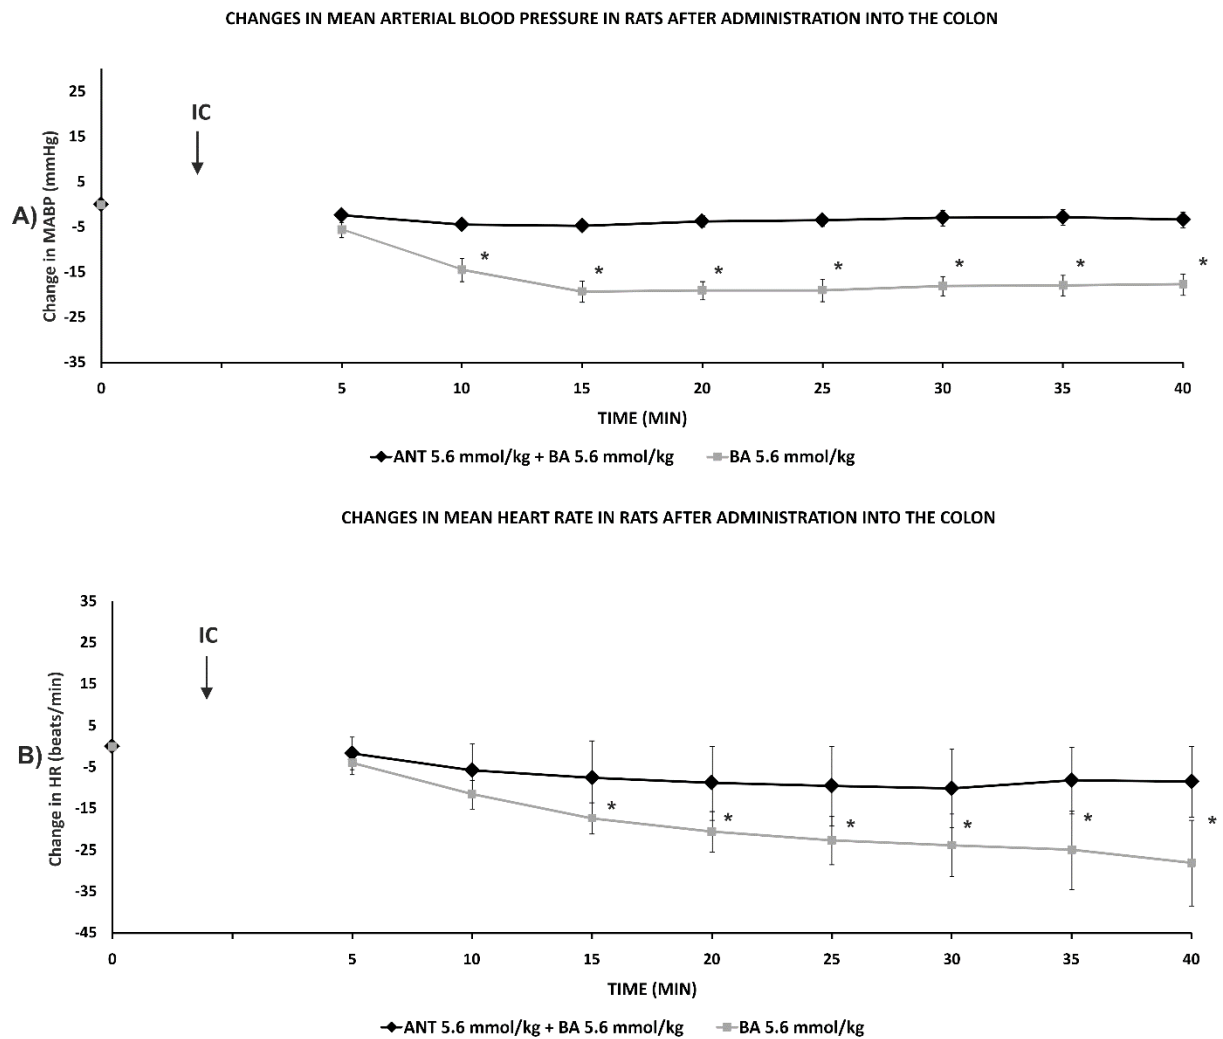 CHANGES IN MEAN ARTERIAL BLOOD PRESSURE IN RATS AFTER ADMINISTRATION INTO THE COLON
A)
Change in MABP (mmHg)
25
15
5
-5
-15
-25
-35
IC
* * * * * * *
0 5 10 15 20 25 30 35 40
TIME (MIN)
ANT 5.6 mmol/kg + BA 5.6 mmol/kg BA 5.6 mmol/kg
CHANGES IN MEAN HEART RATE IN RATS AFTER ADMINISTRATION INTO THE COLON
B)
Change in HR (beats/min)
35
25
15
5
-5
-15
-25
-35
-45
IC
* * * * * *
0 5 10 15 20 25 30 35 40
TIME (MIN)
ANT 5.6 mmol/kg + BA 5.6 mmol/kg BA 5.6 mmol/kg